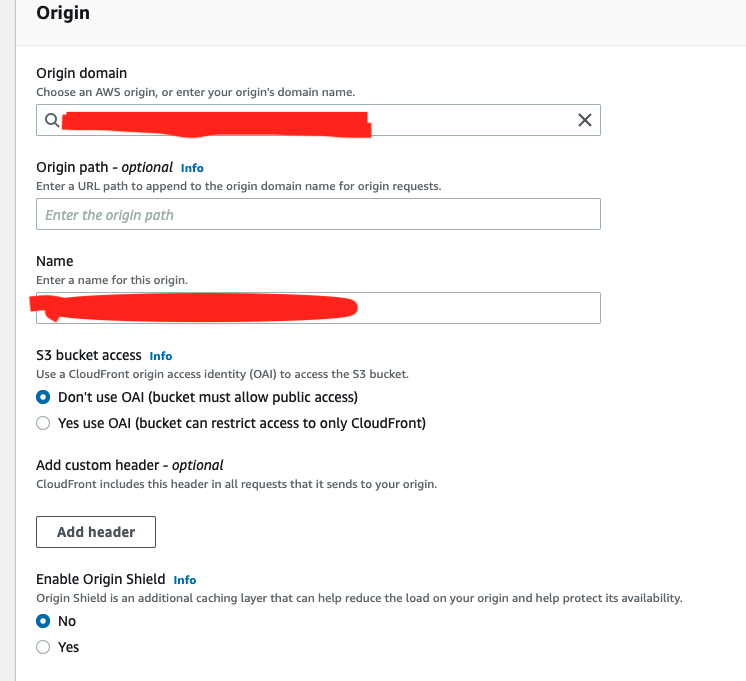 Origin
Origin domain
Choose an AWS origin, or enter your origin's domain name.
Origin path - optional Info
Enter a URL path to append to the origin domain name for origin requests.
Enter the origin path
Name
Enter a name for this origin.
S3 bucket access Info
Use a CloudFront origin access identity (OAI) to access the S3 bucket.
Don't use OAI (bucket must allow public access)
Yes use OAI (bucket can restrict access to only CloudFront)
Add custom header - optional
CloudFront includes this header in all requests that it sends to your origin.
Add header
Enable Origin Shield Info
Origin Shield is an additional caching layer that can help reduce the load on your origin and help protect its availability.
No
Yes